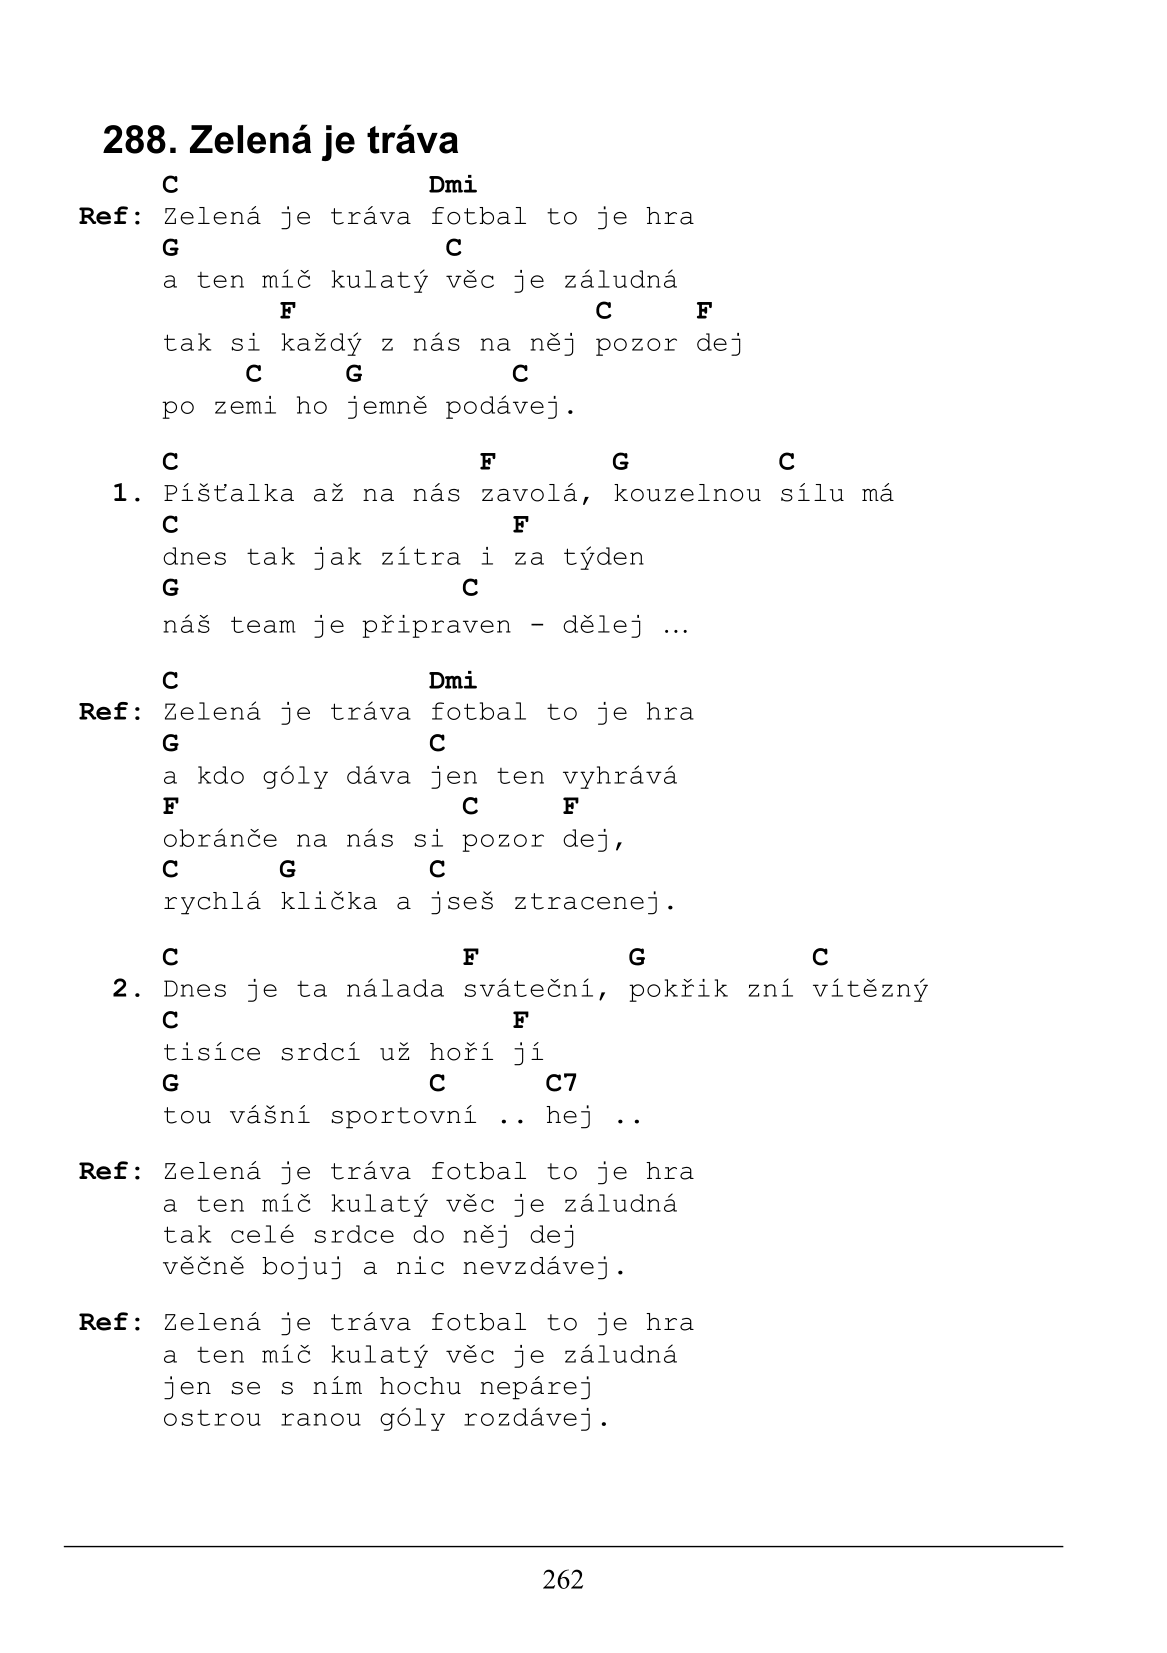 288. Zelená je tráva
C Dmi
Ref: Zelená je tráva fotbal to je hra
G C
a ten míč kulatý věc je záludná
F C F
tak si každý z nás na něj pozor dej
C G C
po zemi ho jemně podávej.
C F G C
1. Píšťalka až na nás zavolá, kouzelnou sílu má
C F
dnes tak jak zítra i za týden
G C
náš team je připraven - dělej …
C Dmi
Ref: Zelená je tráva fotbal to je hra
G C
a kdo góly dáva jen ten vyhrává
F C F
obránče na nás si pozor dej,
C G C
rychlá klička a jseš ztracenej.
C F G C
2. Dnes je ta nálada sváteční, pokřik zní vítězný
C F
tisíce srdcí už hoří jí
G C C7
tou vášní sportovní .. hej ..
Ref: Zelená je tráva fotbal to je hra
a ten míč kulatý věc je záludná
tak celé srdce do něj dej
věčně bojuj a nic nevzdávej.
Ref: Zelená je tráva fotbal to je hra
a ten míč kulatý věc je záludná
jen se s ním hochu nepárej
ostrou ranou góly rozdávej.
262